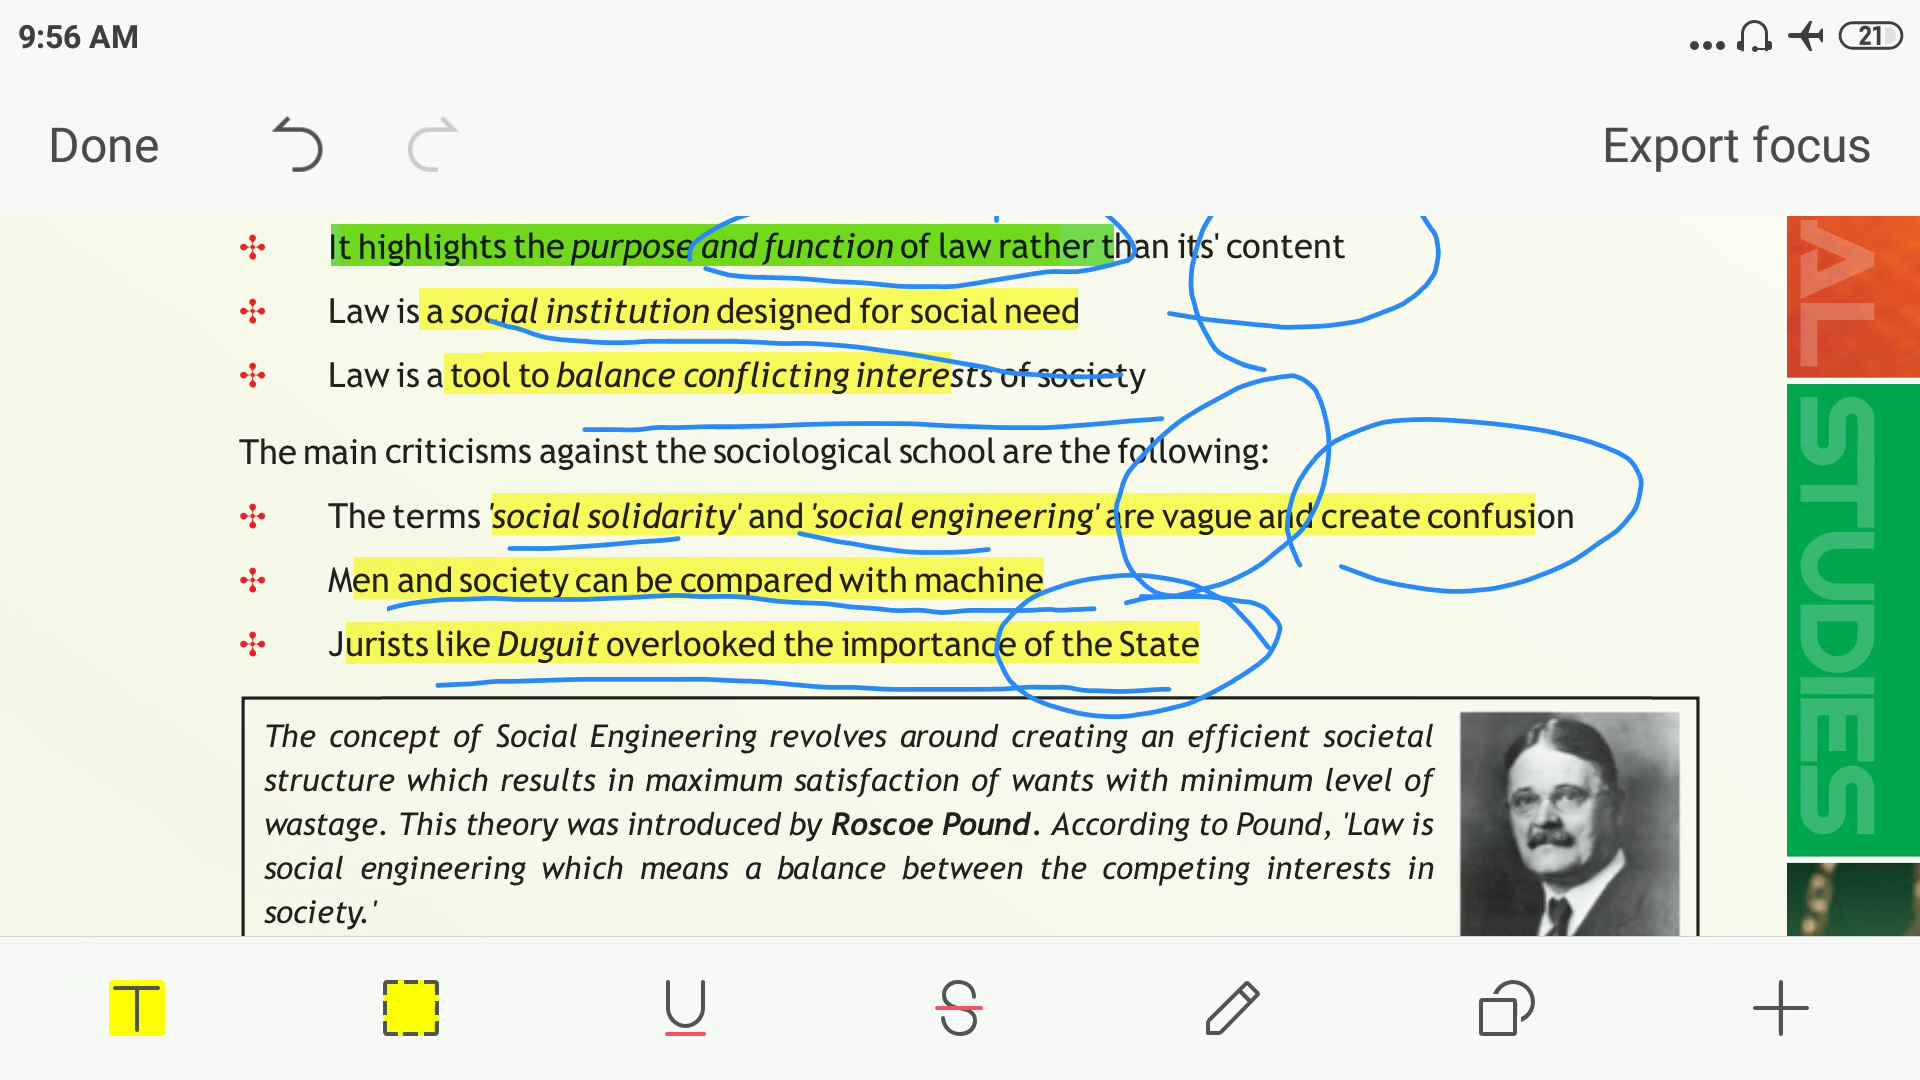 9:56 AM
21
Done
Export focus
It highlights the purpose and function of law rather than its' content
Law is a social institution designed for social need
Law is a tool to balance conflicting interests of society
The main criticisms against the sociological school are the following:
The terms 'social solidarity' and 'social engineering' are vague and create confusion
Men and society can be compared with machine
Jurists like Duguit overlooked the importance of the State
The concept of Social Engineering revolves around creating an efficient societal
structure which results in maximum satisfaction of wants with minimum level of
wastage. This theory was introduced by Roscoe Pound. According to Pound, 'Law is
social engineering which means a balance between the competing interests in
society.'
AL
STUDIES
T
U
S